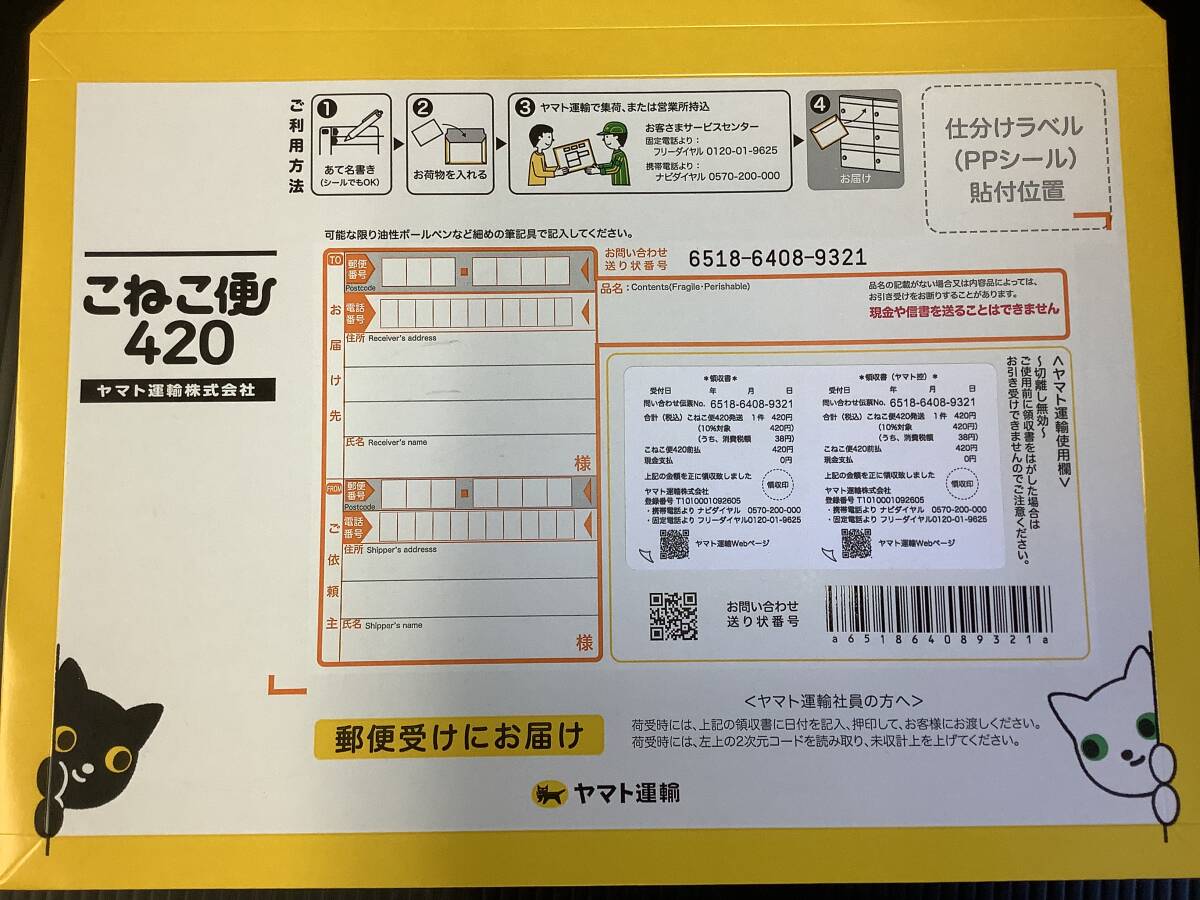 ご利用方法
1
あて名書き
(シールでもOK)
2
お荷物を入れる
3 ヤマト運輸で集荷、または営業所持込
お客さまサービスセンター
固定電話より：
フリーダイヤル 0120-01-9625
携帯電話より：
ナビダイヤル 0570-200-000
4
お届け
仕分けラベル
(PPシール)
貼付位置
こねこ便
420
ヤマト運輸株式会社
可能な限り油性ボールペンなど細めの筆記具で記入してください。
TO
郵便番号
Postcode
電話番号
お届け先
住所 Receiver's address
氏名 Receiver's name
様
FROM
郵便番号
Postcode
電話番号
ご依頼主
住所 Shipper's addresss
氏名 Shipper's name
様
お問い合わせ
送り状番号 6518-6408-9321
品名：Contents(Fragile・Perishable)
品名の記載がない場合又は内容品によっては、
お引き受けをお断りすることがあります。
現金や信書を送ることはできません
＜ヤマト運輸使用欄＞
～切離し無効～
ご使用前に領収書をはがした場合は
お引き受けできませんのでご注意ください。
＊領収書＊
受付日 年 月 日
問い合わせ伝票No. 6518-6408-9321
合計（税込）こねこ便420発送 1件 420円
(10%対象 420円)
(うち、消費税額 38円)
こねこ便420前払 420円
現金支払 0円
上記の金額を正に領収致しました
領収印
ヤマト運輸株式会社
登録番号 T1010001092605
・携帯電話より ナビダイヤル 0570-200-000
・固定電話より フリーダイヤル0120-01-9625
ヤマト運輸Webページ
＊領収書（ヤマト控）＊
受付日 年 月 日
問い合わせ伝票No. 6518-6408-9321
合計（税込）こねこ便420発送 1件 420円
(10%対象 420円)
(うち、消費税額 38円)
こねこ便420前払 420円
現金支払 0円
上記の金額を正に領収致しました
領収印
ヤマト運輸株式会社
登録番号 T1010001092605
・携帯電話より ナビダイヤル 0570-200-000
・固定電話より フリーダイヤル0120-01-9625
ヤマト運輸Webページ
お問い合わせ
送り状番号
a651864089321a
郵便受けにお届け
＜ヤマト運輸社員の方へ＞
荷受時には、上記の領収書に日付を記入、押印して、お客様にお渡しください。
荷受時には、左上の2次元コードを読み取り、未収計上を上げてください。
ヤマト運輸